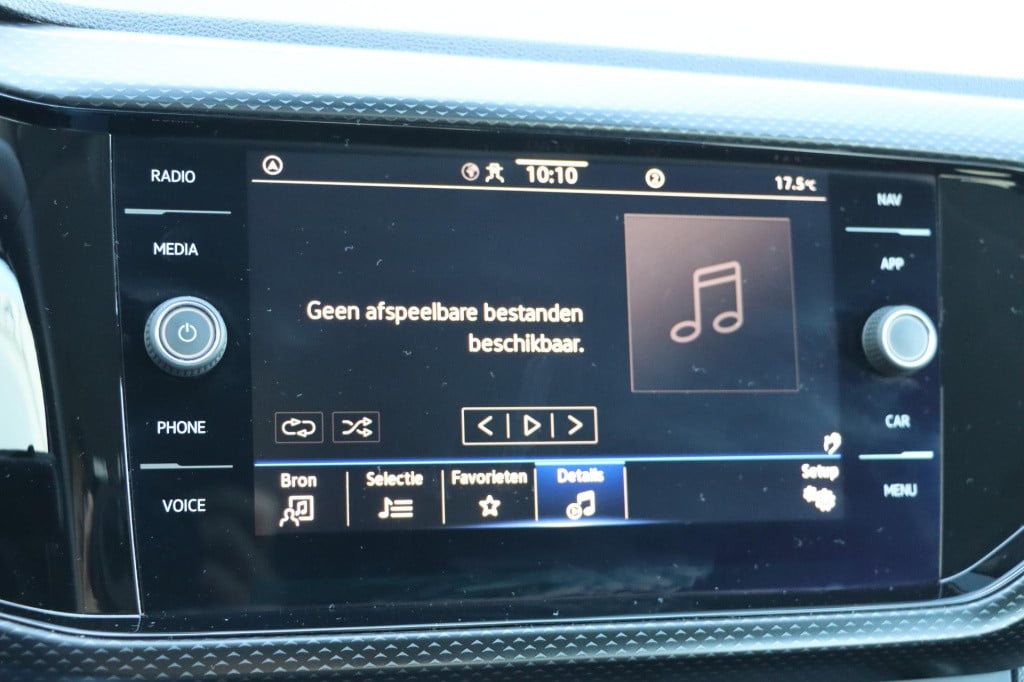 RADIO
MEDIA
PHONE
VOICE
10:10
2
17.5°C
Geen afspeelbare bestanden
beschikbaar.
Bron
Selectie
Favorieten
Details
Setup
NAV
APP
CAR
MENU